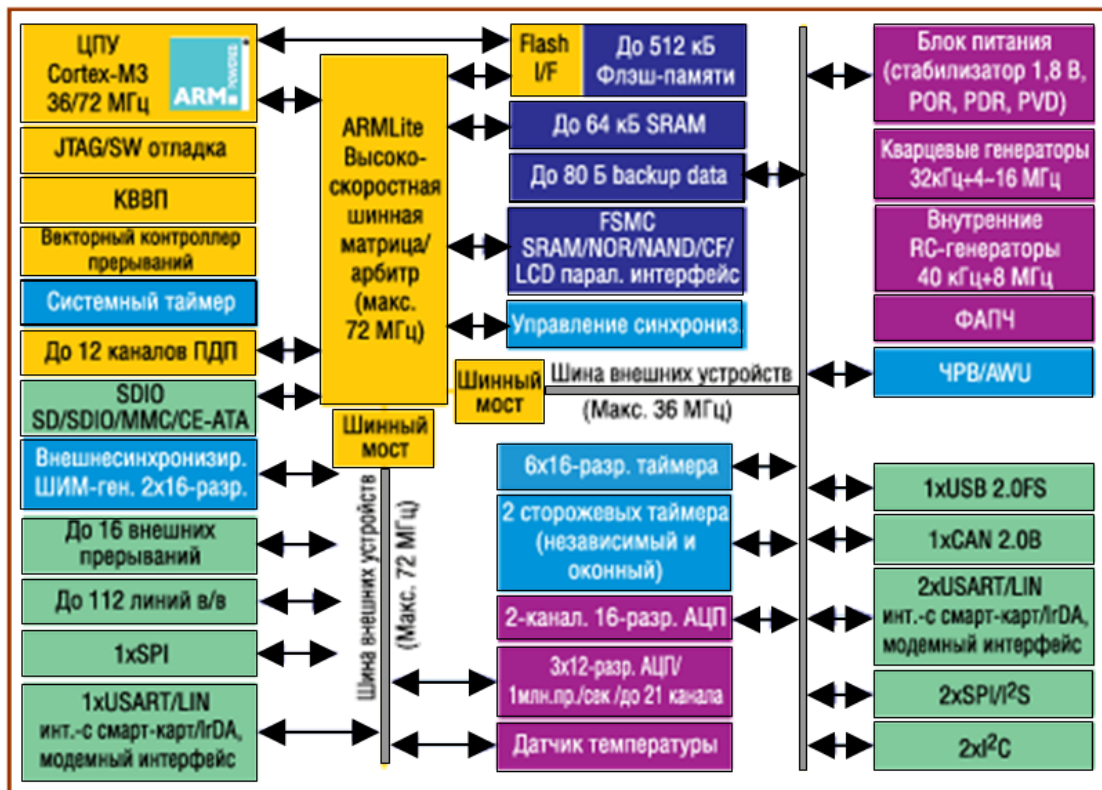 ЦПУ
Cortex-M3
36/72 МГц
ARM
POWERED
JTAG/SW отладка
КВВП
Векторный контроллер
прерываний
Системный таймер
До 12 каналов ПДП
SDIO
SD/SDIO/MMC/CE-ATA
Внешнесинхронизир.
ШИМ-ген. 2x16-разр.
До 16 внешних
прерываний
До 112 линий в/в
1xSPI
1xUSART/LIN
инт.-с смарт-карт/IrDA,
модемный интерфейс
ARMLite
Высоко-
скоростная
шинная
матрица/
арбитр
(макс.
72 МГц)
Шинный
мост
Шина внешних устройств
(Макс. 72 МГц)
Flash
I/F
До 512 кБ
Флэш-памяти
До 64 кБ SRAM
До 80 Б backup data
FSMC
SRAM/NOR/NAND/CF/
LCD парал. интерфейс
Управление синхрониз.
Шинный
мост
Шина внешних устройств
(Макс. 36 МГц)
6x16-разр. таймера
2 сторожевых таймера
(независимый и
оконный)
2-канал. 16-разр. АЦП
3x12-разр. АЦП/
1млн.пр./сек./до 21 канала
Датчик температуры
Блок питания
(стабилизатор 1,8 В,
POR, PDR, PVD)
Кварцевые генераторы
32кГц+4~16 МГц
Внутренние
RC-генераторы
40 кГц+8 МГц
ФАПЧ
ЧРВ/AWU
1xUSB 2.0FS
1xCAN 2.0B
2xUSART/LIN
инт.-с смарт-карт/IrDA,
модемный интерфейс
2xSPI/I²S
2xI²C